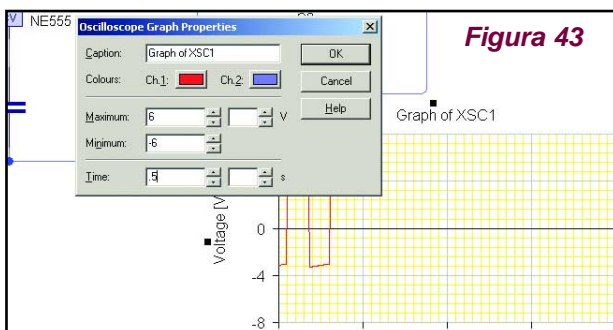 NE555
Oscilloscope Graph Properties
Caption: Graph of XSC1
Colours: Ch.1: Ch.2:
Maximum: 6 V
Minimum: -6
Time: .5 s
OK
Cancel
Help
Figura 43
Graph of XSC1
Voltage [V
0
-4
-8